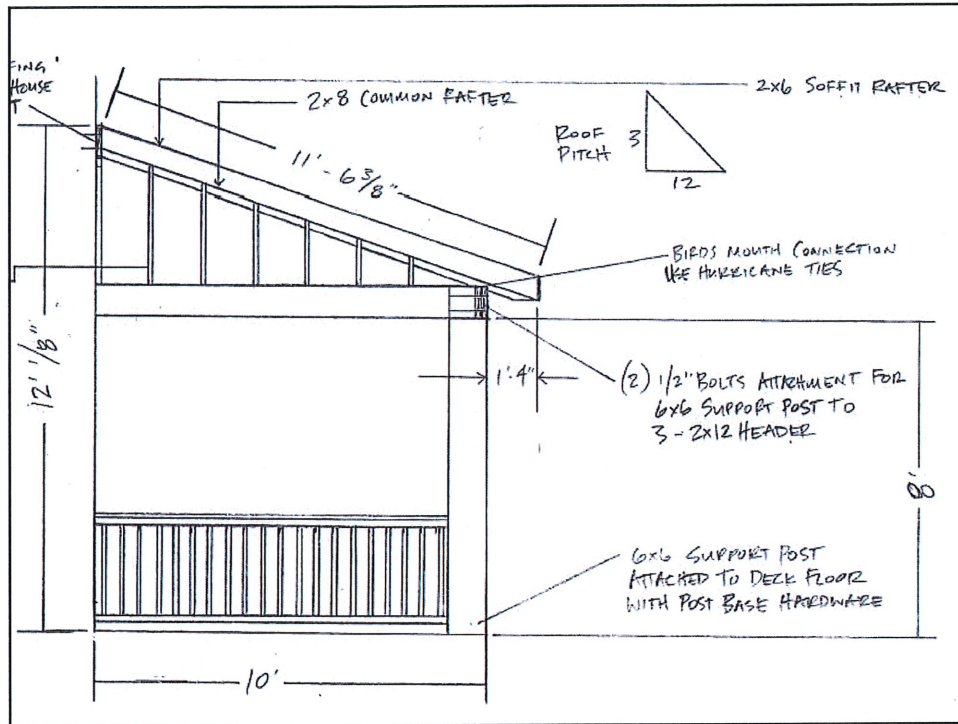 FING
HOUSE
T
2x8 COMMON RAFTER
2x6 SOFFIT RAFTER
ROOF
PITCH
3
12
11'-6 3/8"
BIRDS MOUTH CONNECTION
USE HURRICANE TIES
12' 1/8"
1'-4"
(2) 1/2" BOLTS ATTACHMENT FOR
6x6 SUPPORT POST TO
3-2x12 HEADER
8'
6x6 SUPPORT POST
ATTACHED TO DECK FLOOR
WITH POST BASE HARDWARE
10'